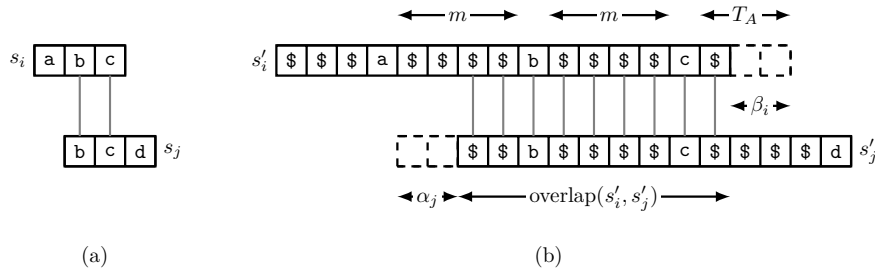 m m T_A
s_i a b c s′_i $ $ $ a $ $ $ $ b $ $ $ $ c $
β_i
b c d s_j $ $ b $ $ $ $ c $ $ $ $ d s′_j
α_j overlap(s′_i, s′_j)
(a) (b)